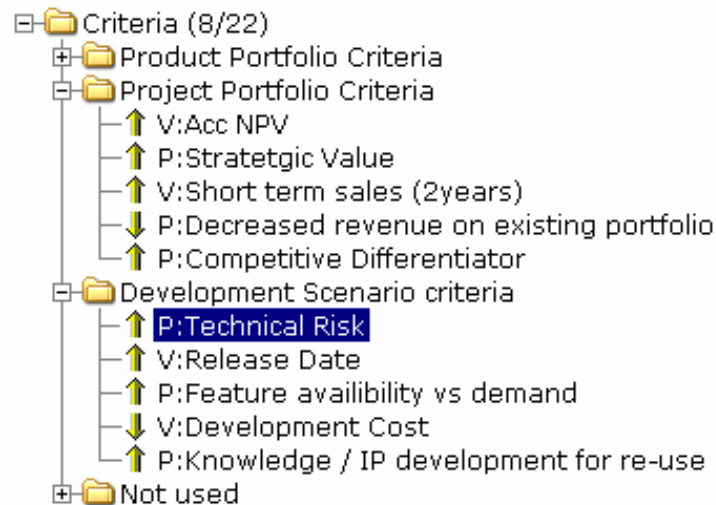 Criteria (8/22)
Product Portfolio Criteria
Project Portfolio Criteria
V:Acc NPV
P:Stratetgic Value
V:Short term sales (2years)
P:Decreased revenue on existing portfolio
P:Competitive Differentiator
Development Scenario criteria
P:Technical Risk
V:Release Date
P:Feature availibility vs demand
V:Development Cost
P:Knowledge / IP development for re-use
Not used